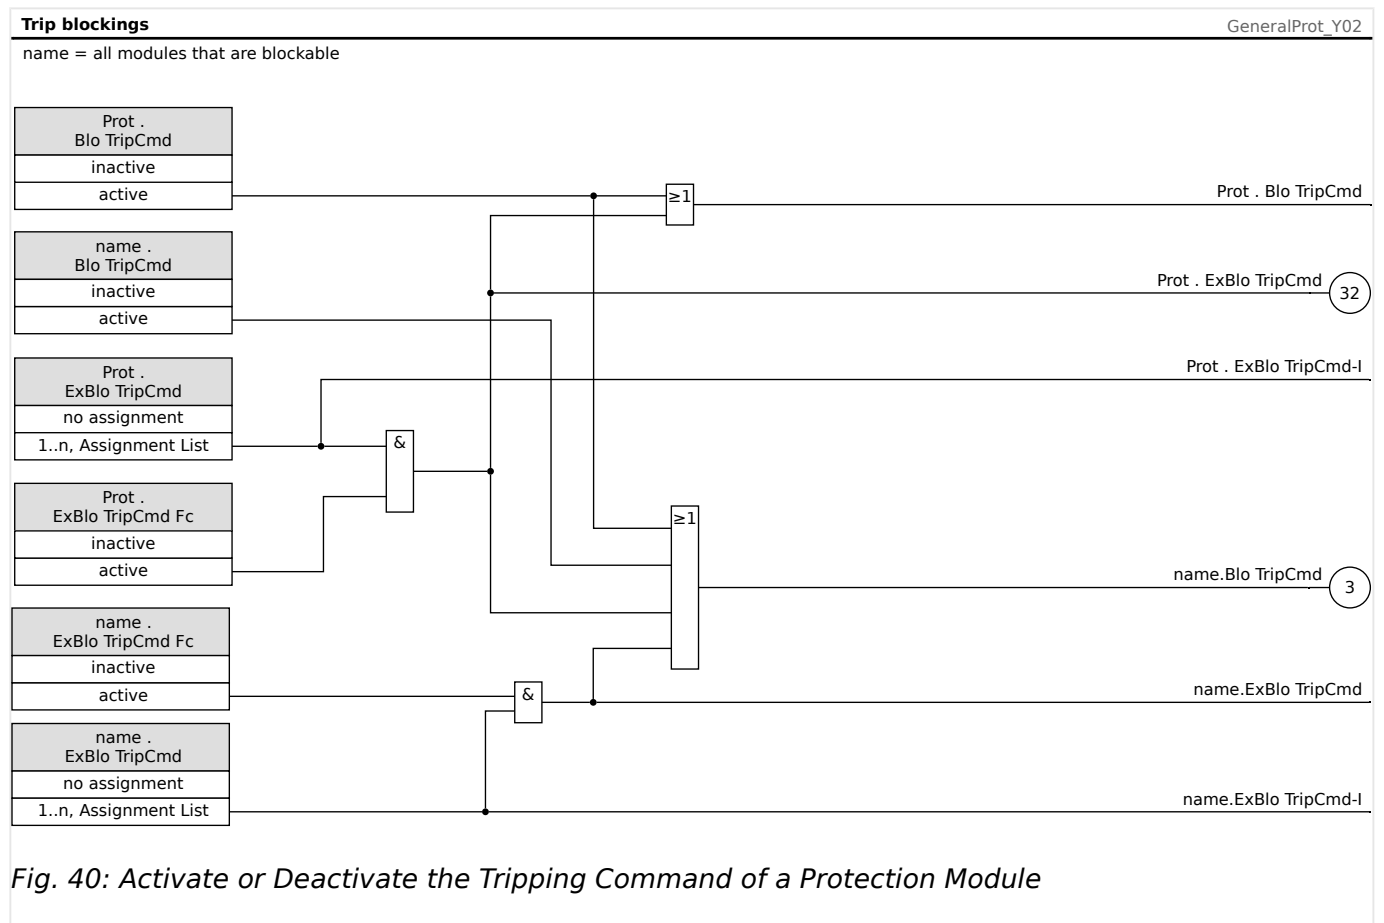 Trip blockings
GeneralProt_Y02
name = all modules that are blockable
Prot .
Blo TripCmd
inactive
active
≥1
Prot . Blo TripCmd
name .
Blo TripCmd
inactive
active
Prot . ExBlo TripCmd
32
Prot .
ExBlo TripCmd
no assignment
1..n, Assignment List
&
Prot . ExBlo TripCmd-I
Prot .
ExBlo TripCmd Fc
inactive
active
≥1
name.Blo TripCmd
3
name .
ExBlo TripCmd Fc
inactive
active
&
name.ExBlo TripCmd
name .
ExBlo TripCmd
no assignment
1..n, Assignment List
name.ExBlo TripCmd-I
Fig. 40: Activate or Deactivate the Tripping Command of a Protection Module